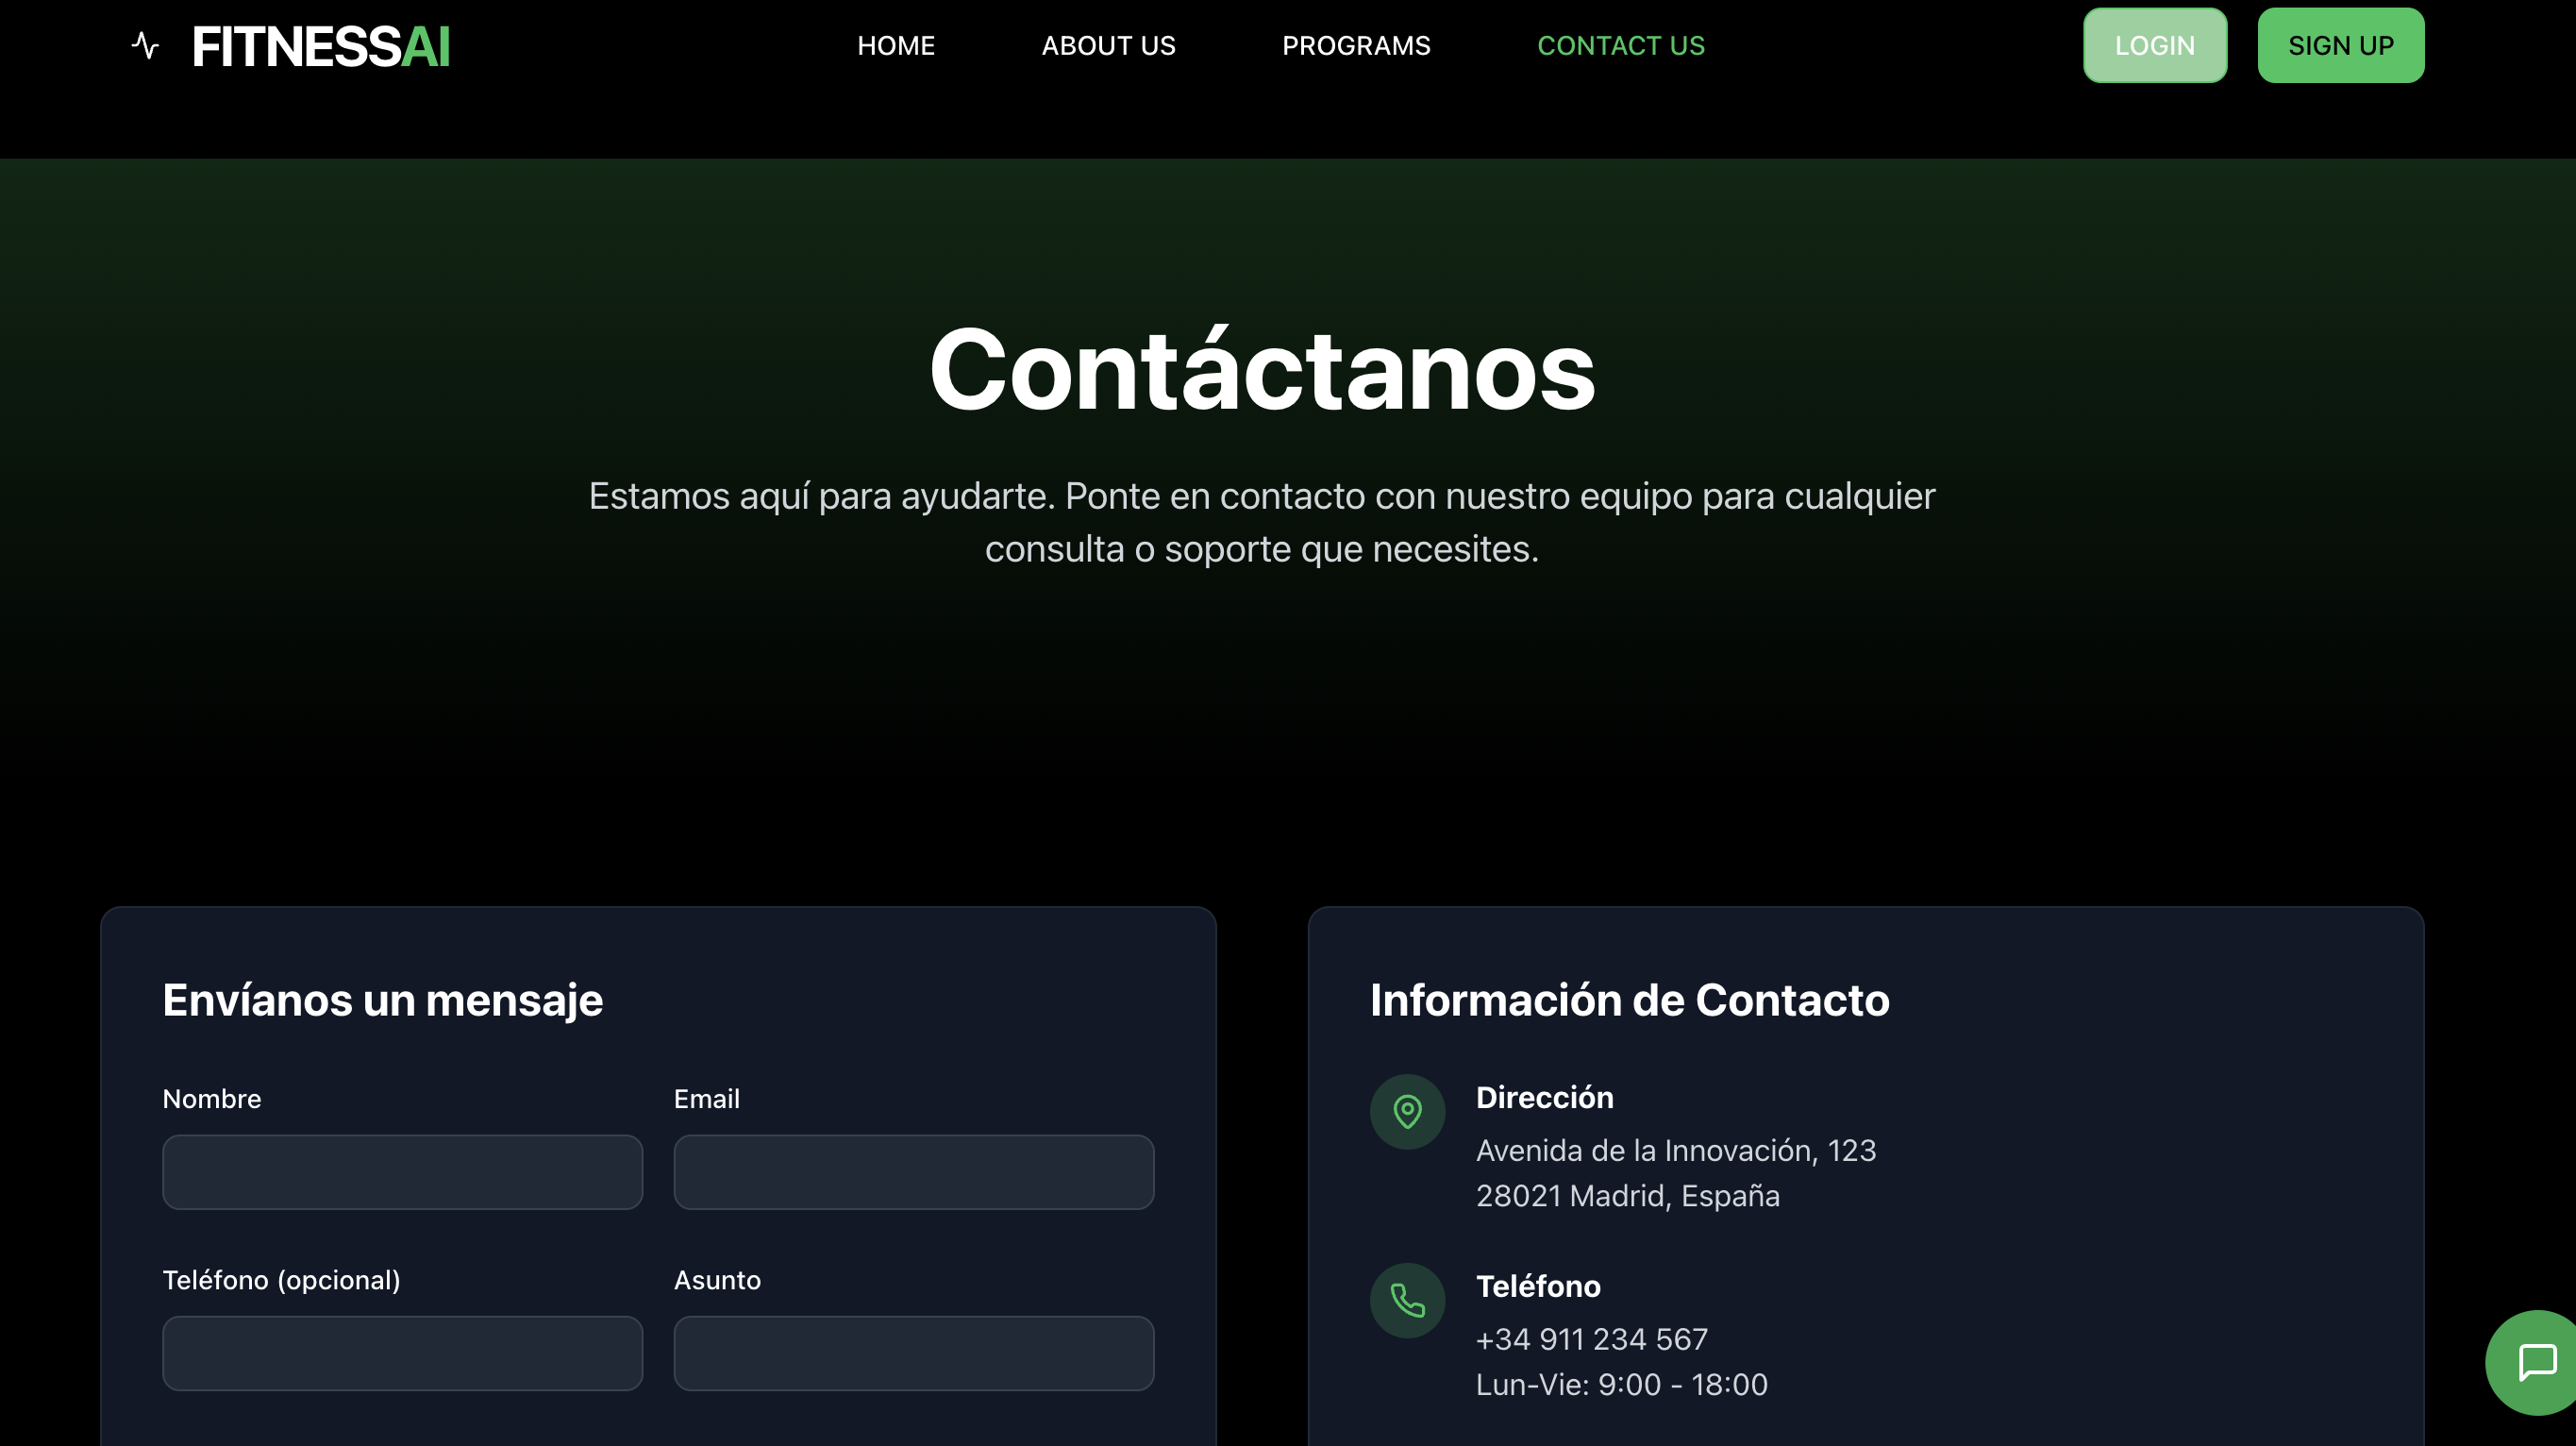 FITNESSAI
HOME
ABOUT US
PROGRAMS
CONTACT US
LOGIN
SIGN UP
Contáctanos
Estamos aquí para ayudarte. Ponte en contacto con nuestro equipo para cualquier
consulta o soporte que necesites.
Envíanos un mensaje
Nombre
Email
Teléfono (opcional)
Asunto
Información de Contacto
Dirección
Avenida de la Innovación, 123
28021 Madrid, España
Teléfono
+34 911 234 567
Lun-Vie: 9:00 - 18:00